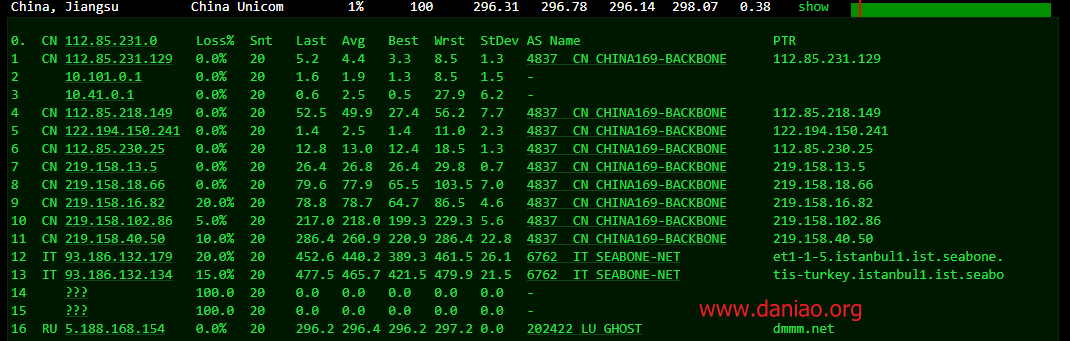 China, Jiangsu China Unicom 1% 100 296.31 296.78 296.14 298.07 0.38 show
0. CN 112.85.231.0 Loss% Snt Last Avg Best Wrst StDev AS Name PTR
1 CN 112.85.231.129 0.0% 20 5.2 4.4 3.3 8.5 1.3 4837 CN CHINA169-BACKBONE 112.85.231.129
2 10.101.0.1 0.0% 20 1.6 1.9 1.3 8.5 1.5 -
3 10.41.0.1 0.0% 20 0.6 2.5 0.5 27.9 6.2 -
4 CN 112.85.218.149 0.0% 20 52.5 49.9 27.4 56.2 7.7 4837 CN CHINA169-BACKBONE 112.85.218.149
5 CN 122.194.150.241 0.0% 20 1.4 2.5 1.4 11.0 2.3 4837 CN CHINA169-BACKBONE 122.194.150.241
6 CN 112.85.230.25 0.0% 20 12.8 13.0 12.4 18.5 1.3 4837 CN CHINA169-BACKBONE 112.85.230.25
7 CN 219.158.13.5 0.0% 20 26.4 26.8 26.4 29.8 0.7 4837 CN CHINA169-BACKBONE 219.158.13.5
8 CN 219.158.18.66 0.0% 20 79.6 77.9 65.5 103.5 7.0 4837 CN CHINA169-BACKBONE 219.158.18.66
9 CN 219.158.16.82 20.0% 20 78.8 78.7 64.7 86.5 4.6 4837 CN CHINA169-BACKBONE 219.158.16.82
10 CN 219.158.102.86 5.0% 20 217.0 218.0 199.3 229.3 5.6 4837 CN CHINA169-BACKBONE 219.158.102.86
11 CN 219.158.40.50 10.0% 20 286.4 260.9 220.9 286.4 22.8 4837 CN CHINA169-BACKBONE 219.158.40.50
12 IT 93.186.132.179 20.0% 20 452.6 440.2 389.3 461.5 26.1 6762 IT SEABONE-NET et1-1-5.istanbul1.ist.seabone.
13 IT 93.186.132.134 15.0% 20 477.5 465.7 421.5 479.9 21.5 6762 IT SEABONE-NET tis-turkey.istanbul1.ist.seabo
14 ??? 100.0 20 0.0 0.0 0.0 0.0 0.0 -
15 ??? 100.0 20 0.0 0.0 0.0 0.0 0.0 -
www.daniao.org
16 RU 5.188.168.154 0.0% 20 296.2 296.4 296.2 297.2 0.0 202422 LU GHOST dmmm.net